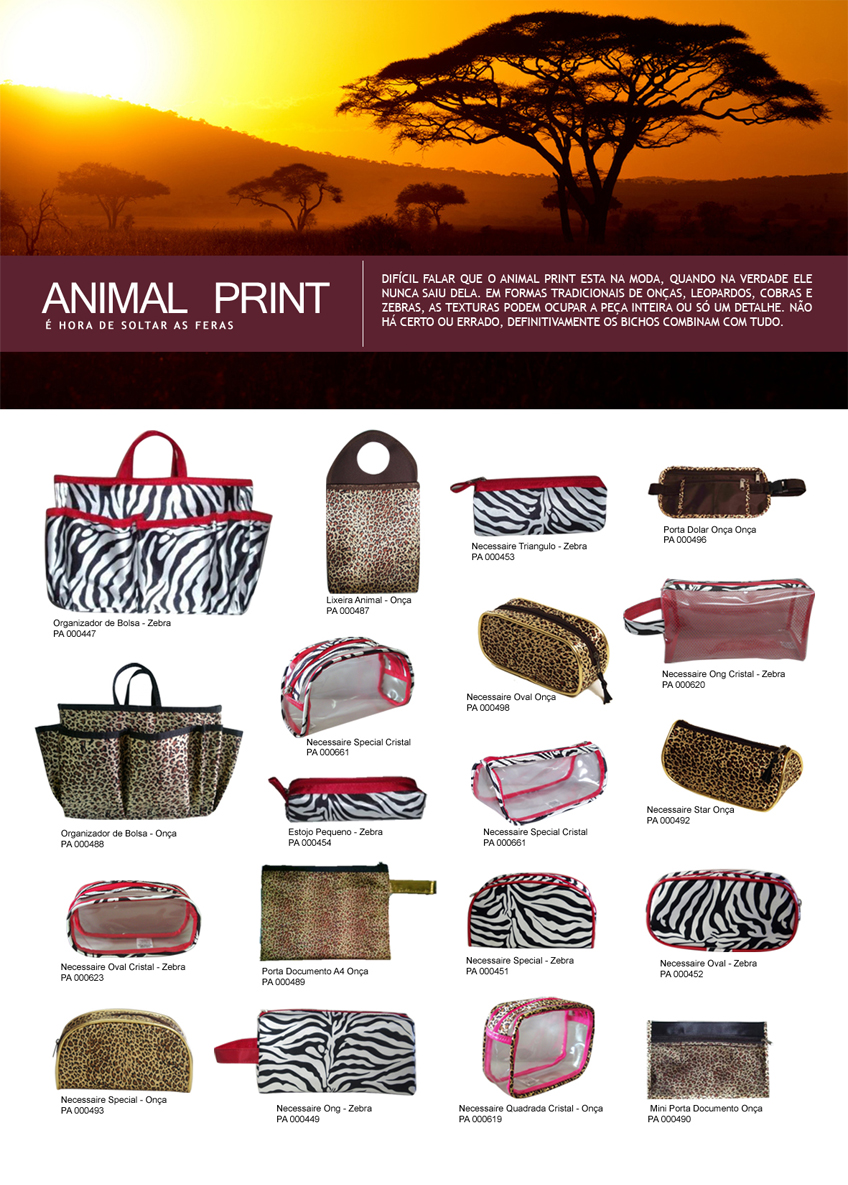 ANIMAL PRINT
É HORA DE SOLTAR AS FERAS
DIFÍCIL FALAR QUE O ANIMAL PRINT ESTA NA MODA, QUANDO NA VERDADE ELE
NUNCA SAIU DELA. EM FORMAS TRADICIONAIS DE ONÇAS, LEOPARDOS, COBRAS E
ZEBRAS, AS TEXTURAS PODEM OCUPAR A PEÇA INTEIRA OU SÓ UM DETALHE. NÃO
HÁ CERTO OU ERRADO, DEFINITIVAMENTE OS BICHOS COMBINAM COM TUDO.
Organizador de Bolsa - Zebra
PA 000447
Lixeira Animal - Onça
PA 000487
Necessaire Triangulo - Zebra
PA 000453
Porta Dolar Onça Onça
PA 000496
Necessaire Special Cristal
PA 000661
Necessaire Oval Onça
PA 000498
Necessaire Ong Cristal - Zebra
PA 000620
Organizador de Bolsa - Onça
PA 000488
Estojo Pequeno - Zebra
PA 000454
Necessaire Special Cristal
PA 000661
Necessaire Star Onça
PA 000492
Necessaire Oval Cristal - Zebra
PA 000623
Porta Documento A4 Onça
PA 000489
Necessaire Special - Zebra
PA 000451
Necessaire Oval - Zebra
PA 000452
Necessaire Special - Onça
PA 000493
Necessaire Ong - Zebra
PA 000449
Necessaire Quadrada Cristal - Onça
PA 000619
Mini Porta Documento Onça
PA 000490